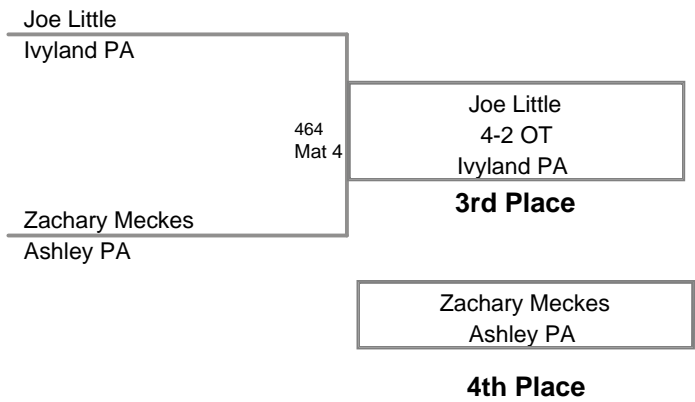 Joe Little
Ivyland PA
464
Mat 4
Joe Little
4-2 OT
Ivyland PA
3rd Place
Zachary Meckes
Ashley PA
Zachary Meckes
Ashley PA
4th Place